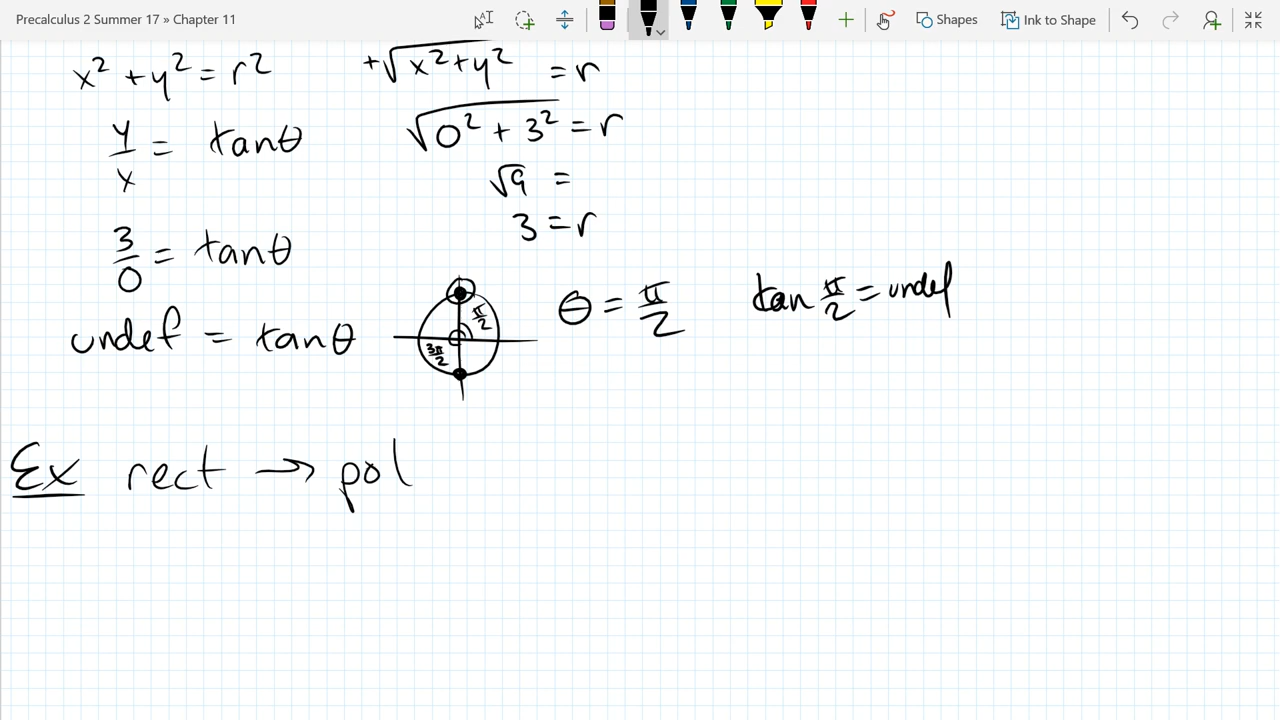 Precalculus 2 Summer 17 » Chapter 11
Shapes
Ink to Shape
x² + y² = r²
y/x = tanθ
3/0 = tanθ
undef = tanθ
+√(x²+y²) = r
√(0² + 3²) = r
√9 =
3 = r
π/2
3π/2
θ = π/2
tan π/2 = undef
Ex rect → pol